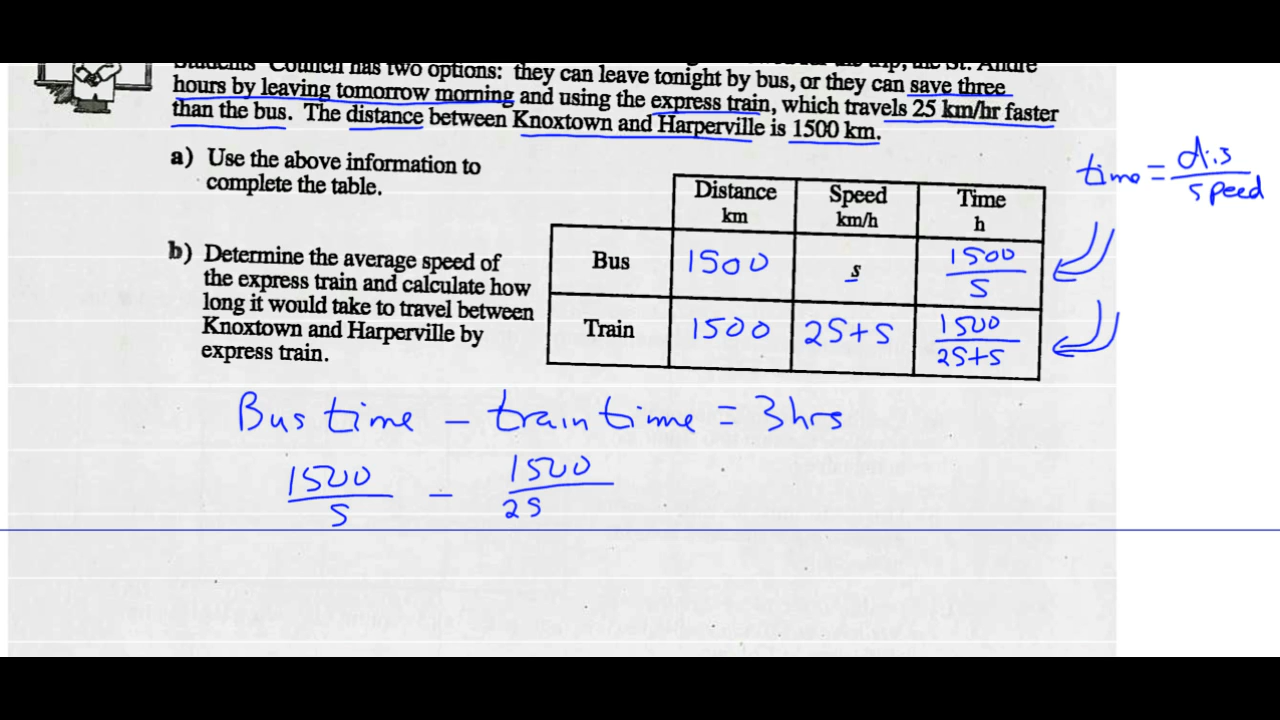 Students' Council has two options: they can leave tonight by bus, or they can save three
hours by leaving tomorrow morning and using the express train, which travels 25 km/hr faster
than the bus. The distance between Knoxtown and Harperville is 1500 km.
a) Use the above information to
complete the table.
time = dis / speed
Distance km Speed km/h Time h
Bus 1500 s 1500/s
Train 1500 25+s 1500/25+s
b) Determine the average speed of
the express train and calculate how
long it would take to travel between
Knoxtown and Harperville by
express train.
Bus time - train time = 3hrs
1500/s - 1500/25